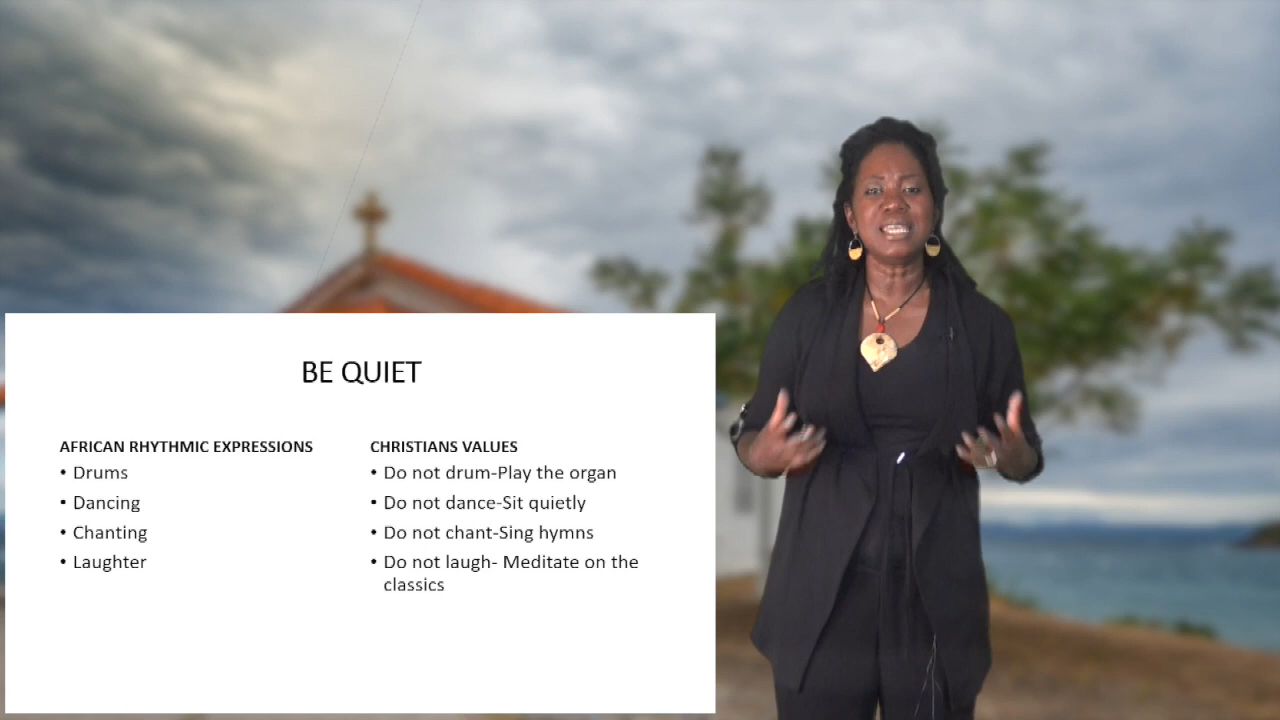 BE QUIET
AFRICAN RHYTHMIC EXPRESSIONS
• Drums
• Dancing
• Chanting
• Laughter
CHRISTIANS VALUES
• Do not drum-Play the organ
• Do not dance-Sit quietly
• Do not chant-Sing hymns
• Do not laugh- Meditate on the
classics